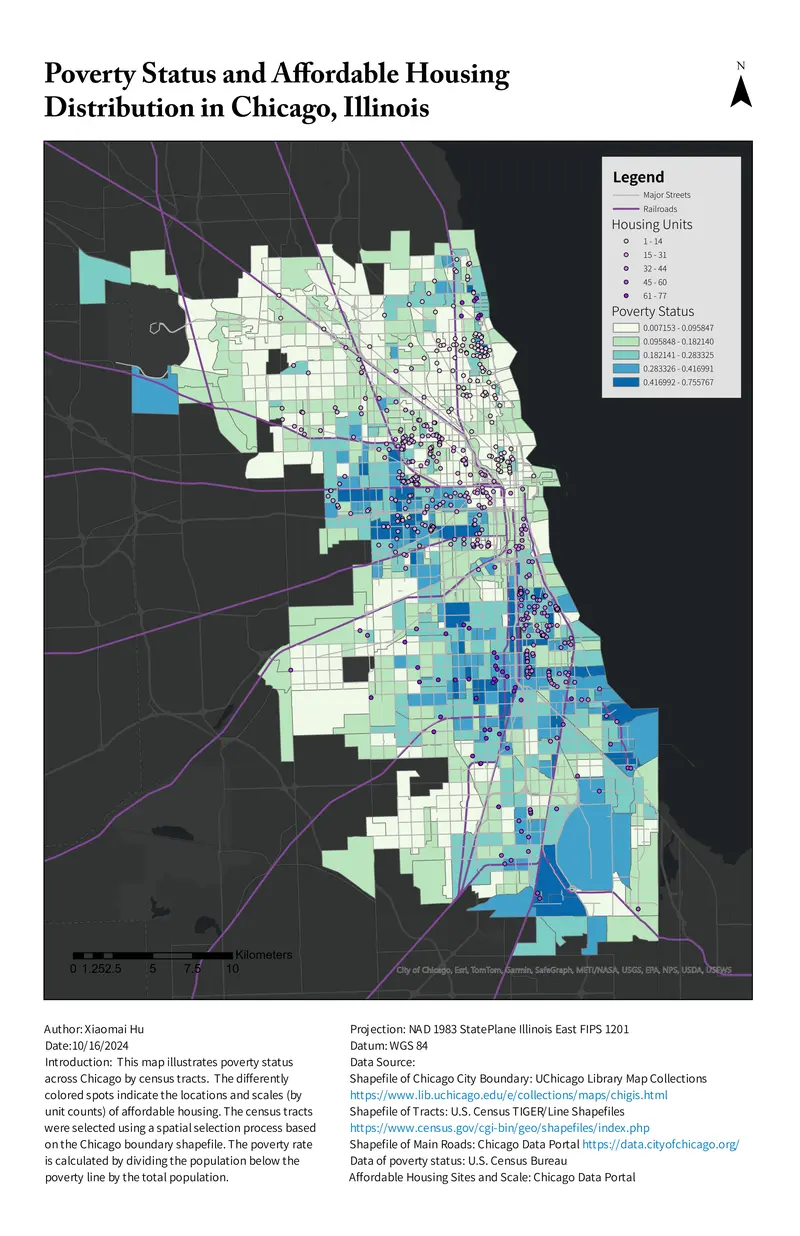 Poverty Status and Affordable Housing
Distribution in Chicago, Illinois
N
Legend
Major Streets
Railroads
Housing Units
1 - 14
15 - 31
32 - 44
45 - 60
61 - 77
Poverty Status
0.007153 - 0.095847
0.095848 - 0.182140
0.182141 - 0.283325
0.283326 - 0.416991
0.416992 - 0.755767
Kilometers
0 1.252.5 5 7.5 10
City of Chicago, Esri, TomTom, Garmin, SafeGraph, METI/NASA, USGS, EPA, NPS, USDA, USFWS
Author: Xiaomai Hu
Date:10/16/2024
Introduction: This map illustrates poverty status
across Chicago by census tracts. The differently
colored spots indicate the locations and scales (by
unit counts) of affordable housing. The census tracts
were selected using a spatial selection process based
on the Chicago boundary shapefile. The poverty rate
is calculated by dividing the population below the
poverty line by the total population.
Projection: NAD 1983 StatePlane Illinois East FIPS 1201
Datum: WGS 84
Data Source:
Shapefile of Chicago City Boundary: UChicago Library Map Collections
https://www.lib.uchicago.edu/e/collections/maps/chigis.html
Shapefile of Tracts: U.S. Census TIGER/Line Shapefiles
https://www.census.gov/cgi-bin/geo/shapefiles/index.php
Shapefile of Main Roads: Chicago Data Portal https://data.cityofchicago.org/
Data of poverty status: U.S. Census Bureau
Affordable Housing Sites and Scale: Chicago Data Portal